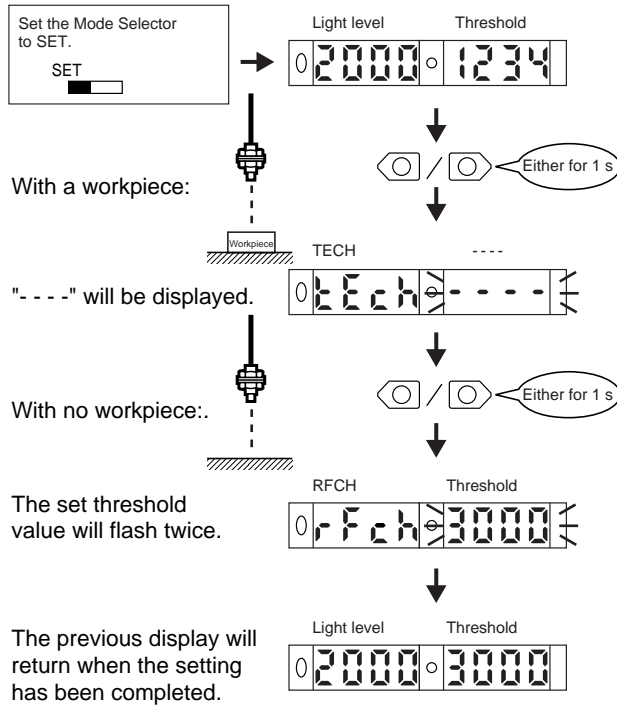 Set the Mode Selector
to SET.
SET
Light level Threshold
2000 1234
Either for 1 s
With a workpiece:
Workpiece
TECH ----
"- - - -" will be displayed.
tEch - - - -
Either for 1 s
With no workpiece:.
RFCH Threshold
The set threshold
value will flash twice.
rFch 3000
The previous display will
return when the setting
has been completed.
Light level Threshold
2000 3000